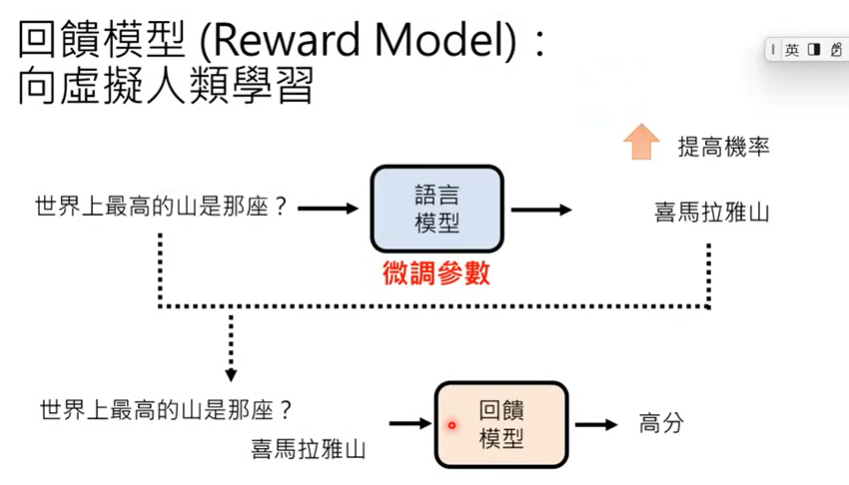 回饋模型 (Reward Model)：
向虛擬人類學習
英
提高機率
世界上最高的山是那座？
語言
模型
喜馬拉雅山
微調參數
世界上最高的山是那座？
喜馬拉雅山
回饋
模型
高分